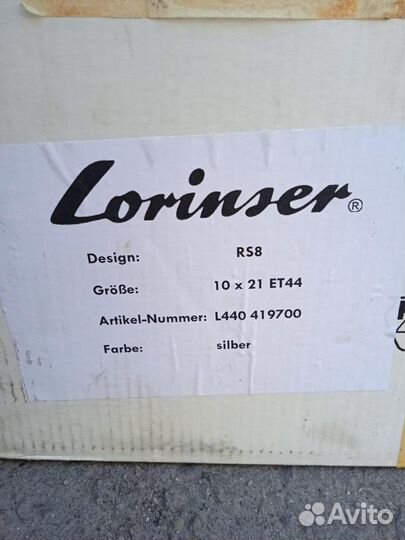 Lorinser®
Design: RS8
Größe: 10 x 21 ET44
Artikel-Nummer: L440 419700
Farbe: silber
Avito